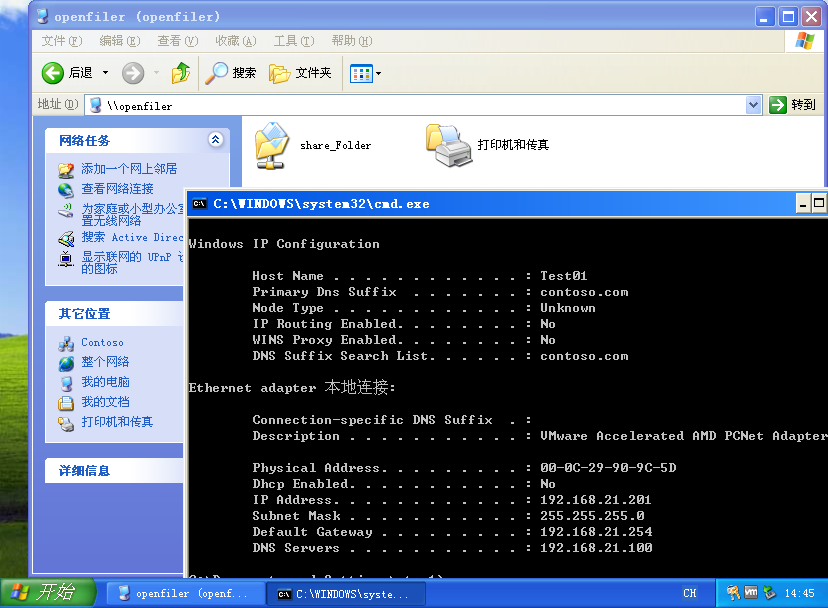 openfiler (openfiler)
文件(F) 编辑(E) 查看(V) 收藏(A) 工具(T) 帮助(H)
后退 搜索 文件夹
地址(D) \\openfiler 转到
网络任务
添加一个网上邻居
查看网络连接
为家庭或小型办公室
置无线网络
搜索 Active Direc
显示联网的 UPnP 设
的图标
其它位置
Contoso
整个网络
我的电脑
我的文档
打印机和传真
详细信息
share_Folder
打印机和传真
C:\WINDOWS\system32\cmd.exe
Windows IP Configuration
Host Name . . . . . . . . . . . . : Test01
Primary Dns Suffix . . . . . . . : contoso.com
Node Type . . . . . . . . . . . . : Unknown
IP Routing Enabled. . . . . . . . : No
WINS Proxy Enabled. . . . . . . . : No
DNS Suffix Search List. . . . . . : contoso.com
Ethernet adapter 本地连接:
Connection-specific DNS Suffix . :
Description . . . . . . . . . . . : VMware Accelerated AMD PCNet Adapter
Physical Address. . . . . . . . . : 00-0C-29-90-9C-5D
Dhcp Enabled. . . . . . . . . . . : No
IP Address. . . . . . . . . . . . : 192.168.21.201
Subnet Mask . . . . . . . . . . . : 255.255.255.0
Default Gateway . . . . . . . . . : 192.168.21.254
DNS Servers . . . . . . . . . . . : 192.168.21.100
开始 openfiler (openf... C:\WINDOWS\syste... CH 14:45